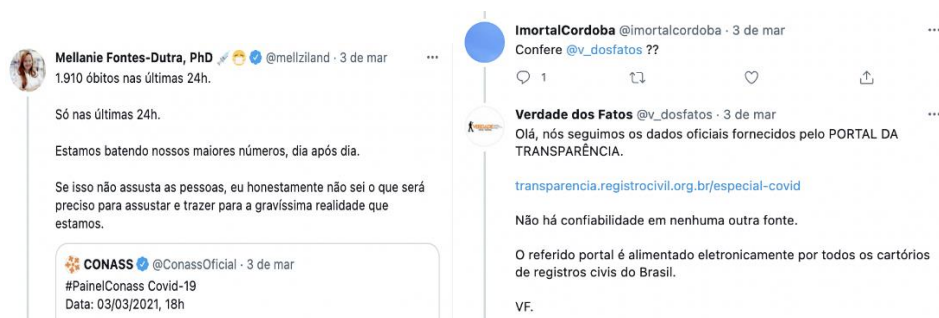 Mellanie Fontes-Dutra, PhD @mellziland · 3 de mar
1.910 óbitos nas últimas 24h.
Só nas últimas 24h.
Estamos batendo nossos maiores números, dia após dia.
Se isso não assusta as pessoas, eu honestamente não sei o que será
preciso para assustar e trazer para a gravíssima realidade que
estamos.
CONASS @ConassOficial · 3 de mar
#PainelConass Covid-19
Data: 03/03/2021, 18h
ImortalCordoba @imortalcordoba · 3 de mar
Confere @v_dosfatos ??
1
Verdade dos Fatos @v_dosfatos · 3 de mar
Olá, nós seguimos os dados oficiais fornecidos pelo PORTAL DA
TRANSPARÊNCIA.
transparencia.registrocivil.org.br/especial-covid
Não há confiabilidade em nenhuma outra fonte.
O referido portal é alimentado eletronicamente por todos os cartórios
de registros civis do Brasil.
VF.